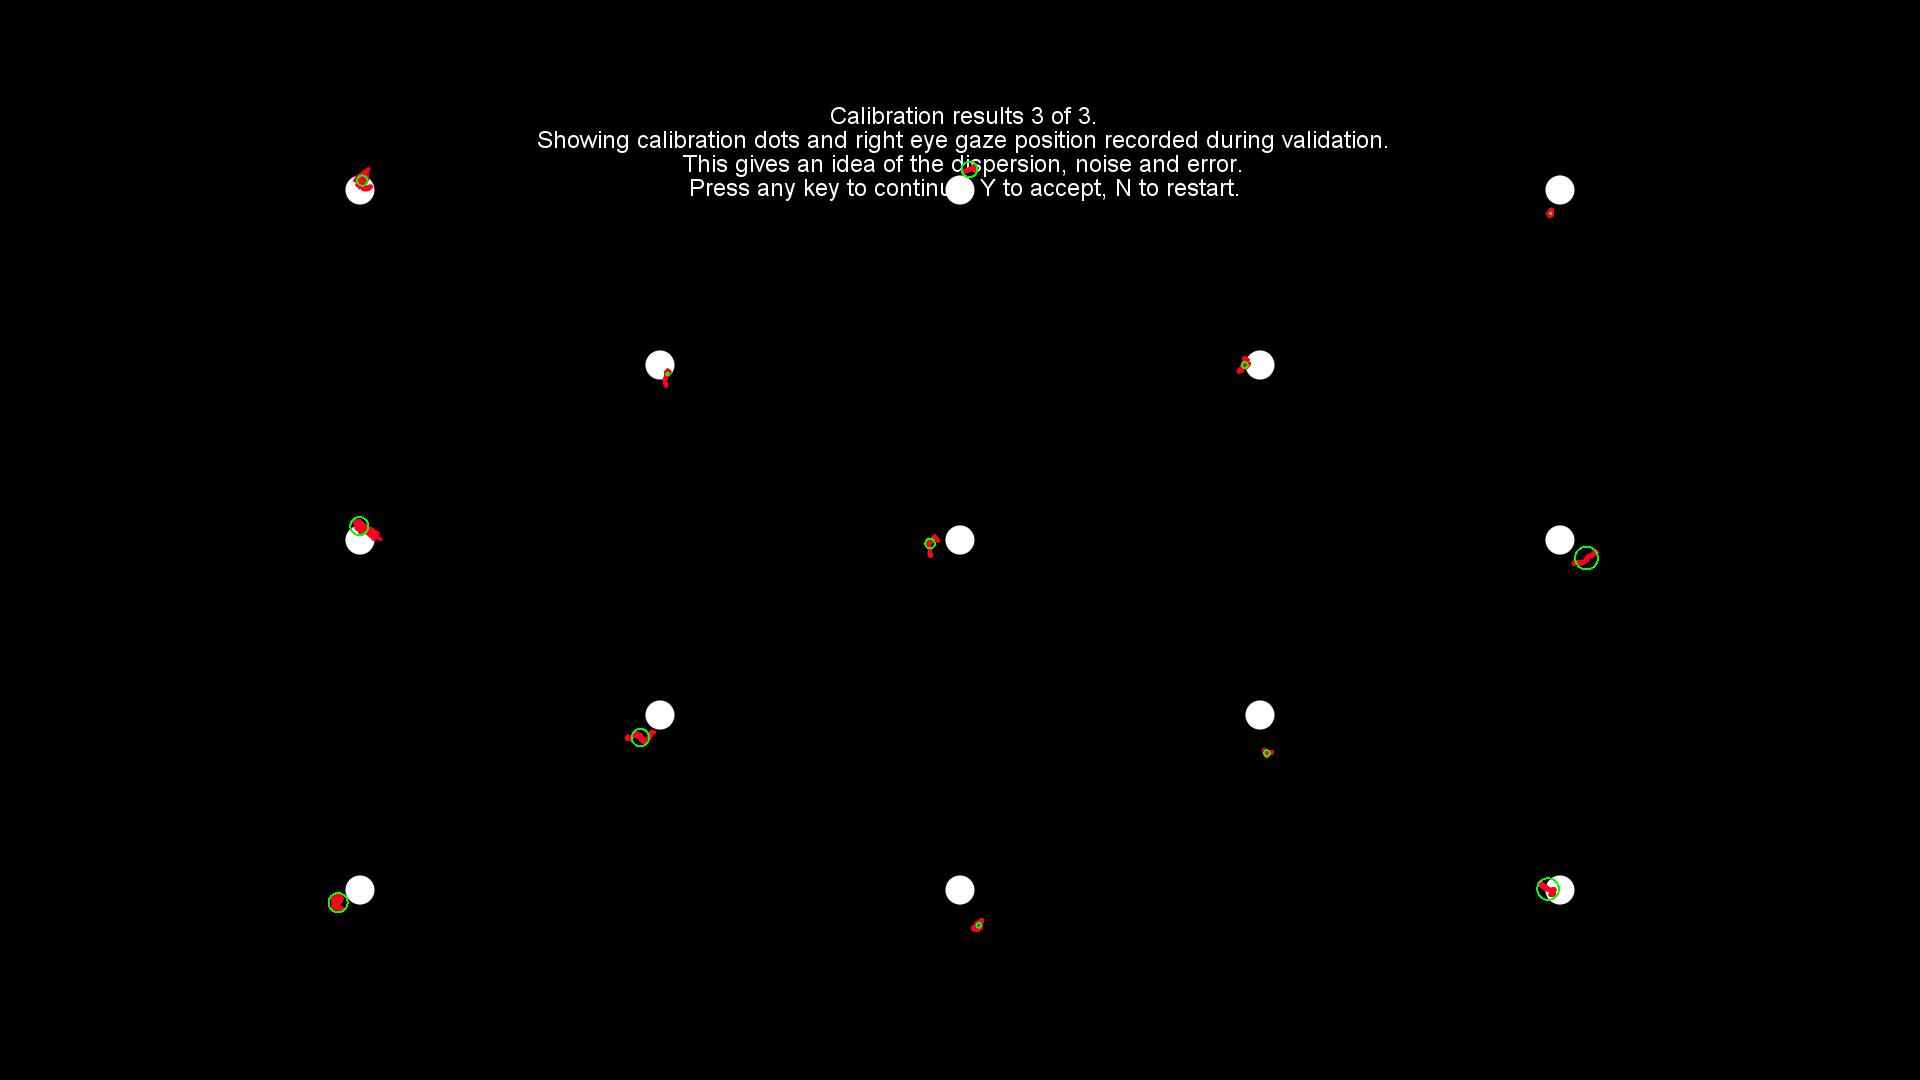 Calibration results 3 of 3.
Showing calibration dots and right eye gaze position recorded during validation.
This gives an idea of the dispersion, noise and error.
Press any key to continu Y to accept, N to restart.